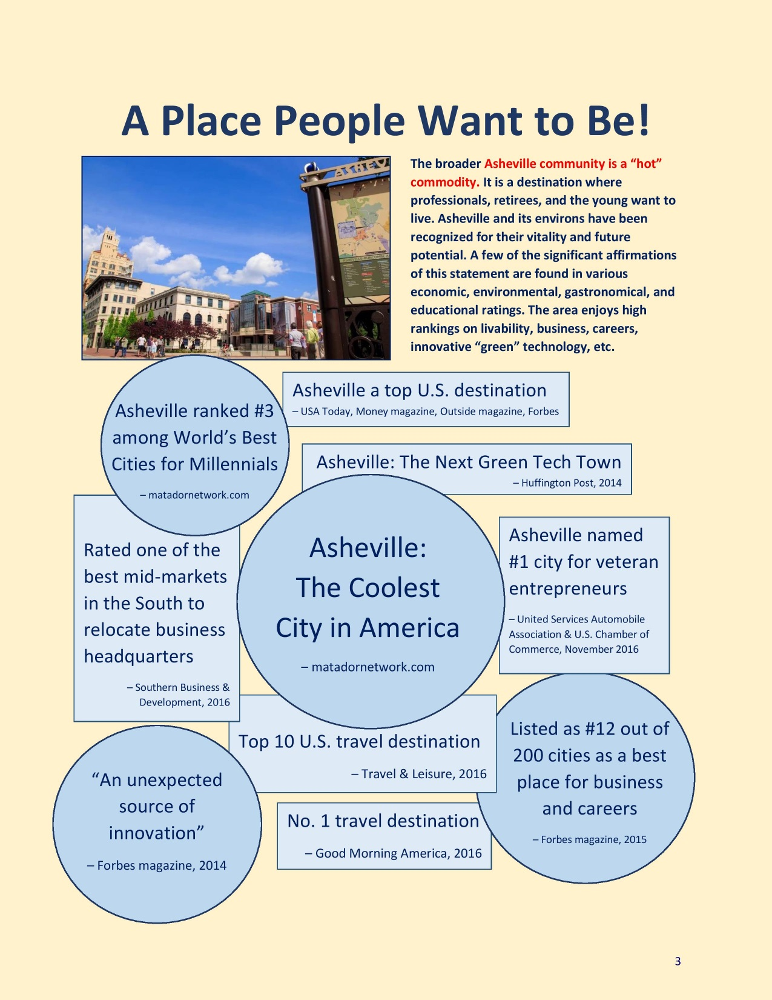 A Place People Want to Be!
ASHEV
The broader Asheville community is a “hot”
commodity. It is a destination where
professionals, retirees, and the young want to
live. Asheville and its environs have been
recognized for their vitality and future
potential. A few of the significant affirmations
of this statement are found in various
economic, environmental, gastronomical, and
educational ratings. The area enjoys high
rankings on livability, business, careers,
innovative “green” technology, etc.
Asheville ranked #3
among World’s Best
Cities for Millennials
– matadornetwork.com
Asheville a top U.S. destination
– USA Today, Money magazine, Outside magazine, Forbes
Asheville: The Next Green Tech Town
– Huffington Post, 2014
Rated one of the
best mid-markets
in the South to
relocate business
headquarters
– Southern Business &
Development, 2016
Asheville:
The Coolest
City in America
– matadornetwork.com
Asheville named
#1 city for veteran
entrepreneurs
– United Services Automobile
Association & U.S. Chamber of
Commerce, November 2016
Top 10 U.S. travel destination
– Travel & Leisure, 2016
Listed as #12 out of
200 cities as a best
place for business
and careers
– Forbes magazine, 2015
“An unexpected
source of
innovation”
– Forbes magazine, 2014
No. 1 travel destination
– Good Morning America, 2016
3